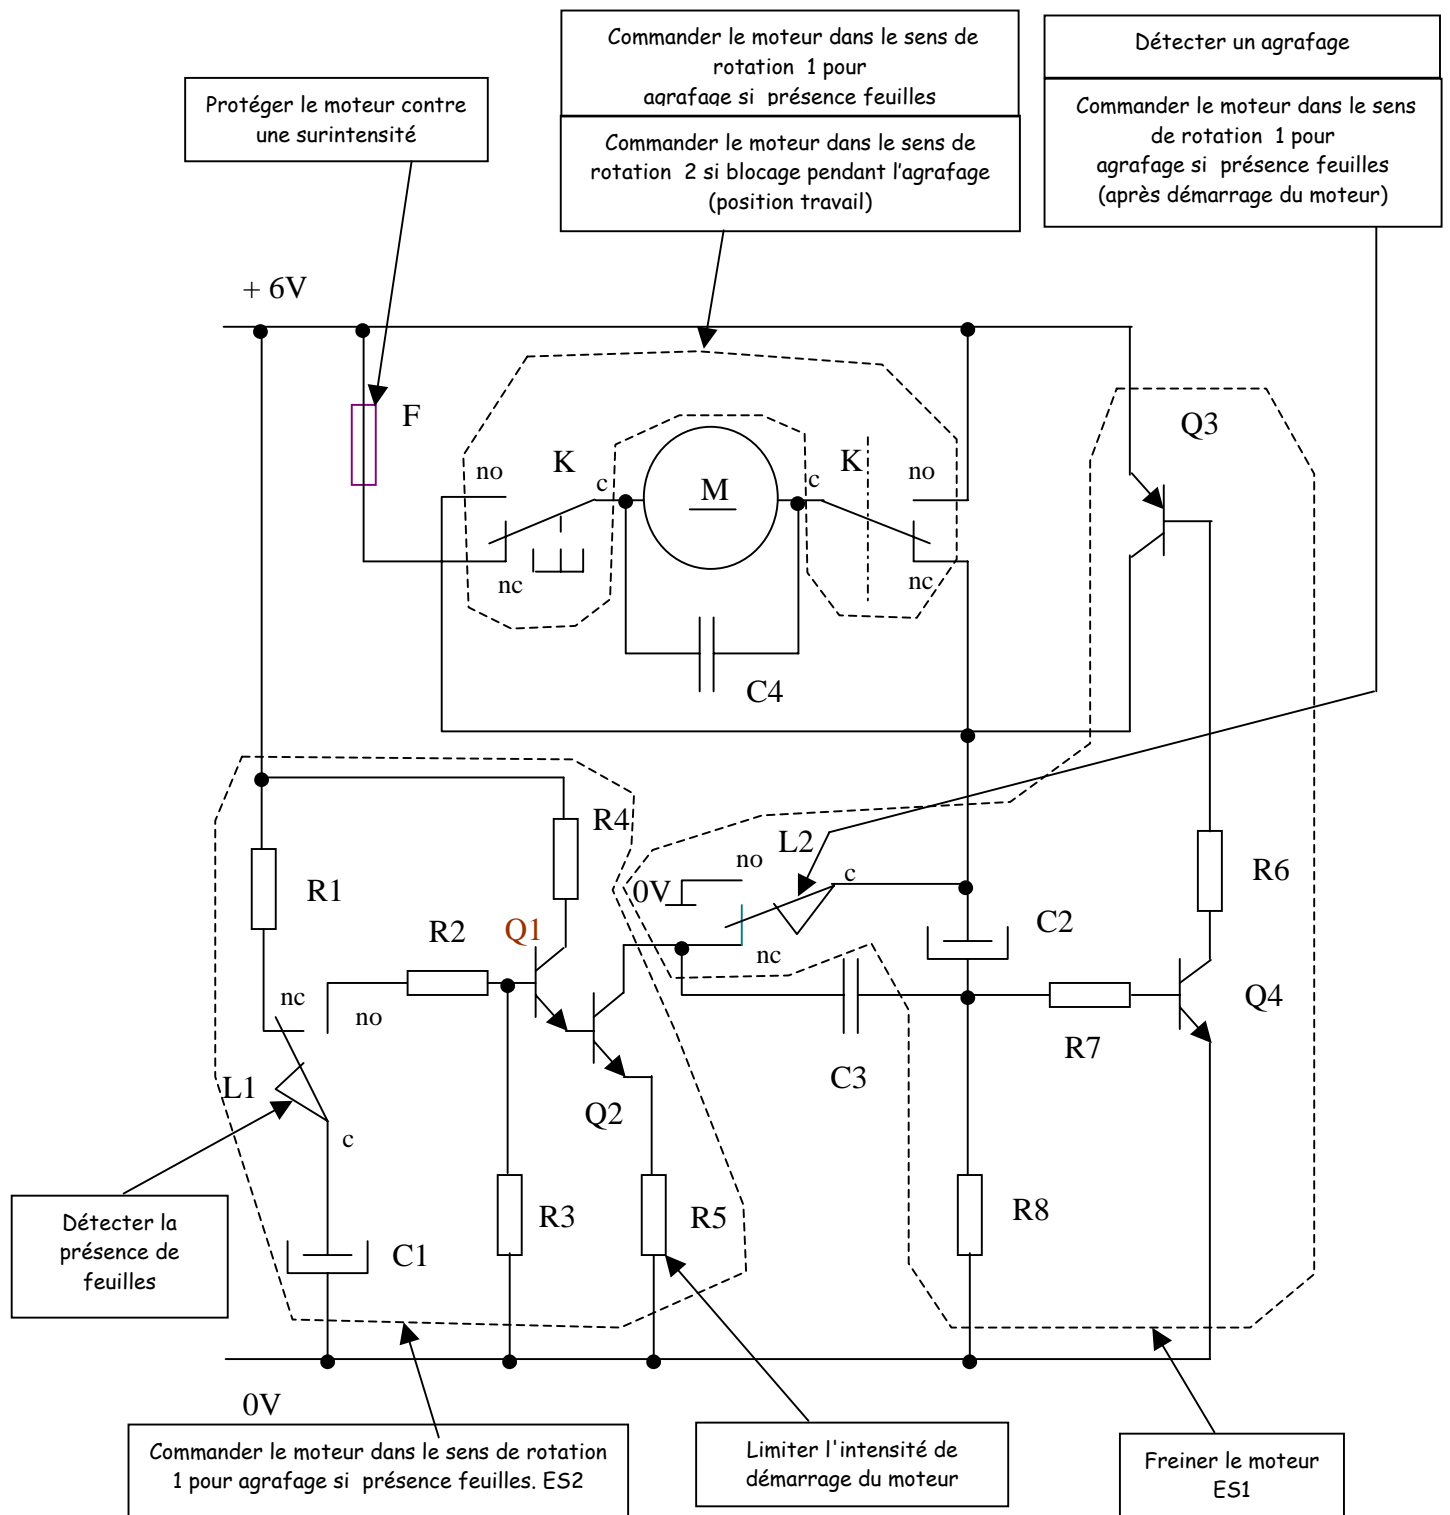 Commander le moteur dans le sens de
rotation 1 pour
agrafage si présence feuilles
Commander le moteur dans le sens de
rotation 2 si blocage pendant l'agrafage
(position travail)
Détecter un agrafage
Commander le moteur dans le sens
de rotation 1 pour
agrafage si présence feuilles
(après démarrage du moteur)
Protéger le moteur contre
une surintensité
+ 6V
F
no
K
c
nc
M
c
K
no
nc
C4
Q3
R4
R1
R2
Q1
nc
no
L1
c
Q2
C1
R3
R5
L2
no
0V
c
nc
C2
C3
R7
R6
Q4
R8
Détecter la
présence de
feuilles
0V
Commander le moteur dans le sens de rotation
1 pour agrafage si présence feuilles. ES2
Limiter l'intensité de
démarrage du moteur
Freiner le moteur
ES1